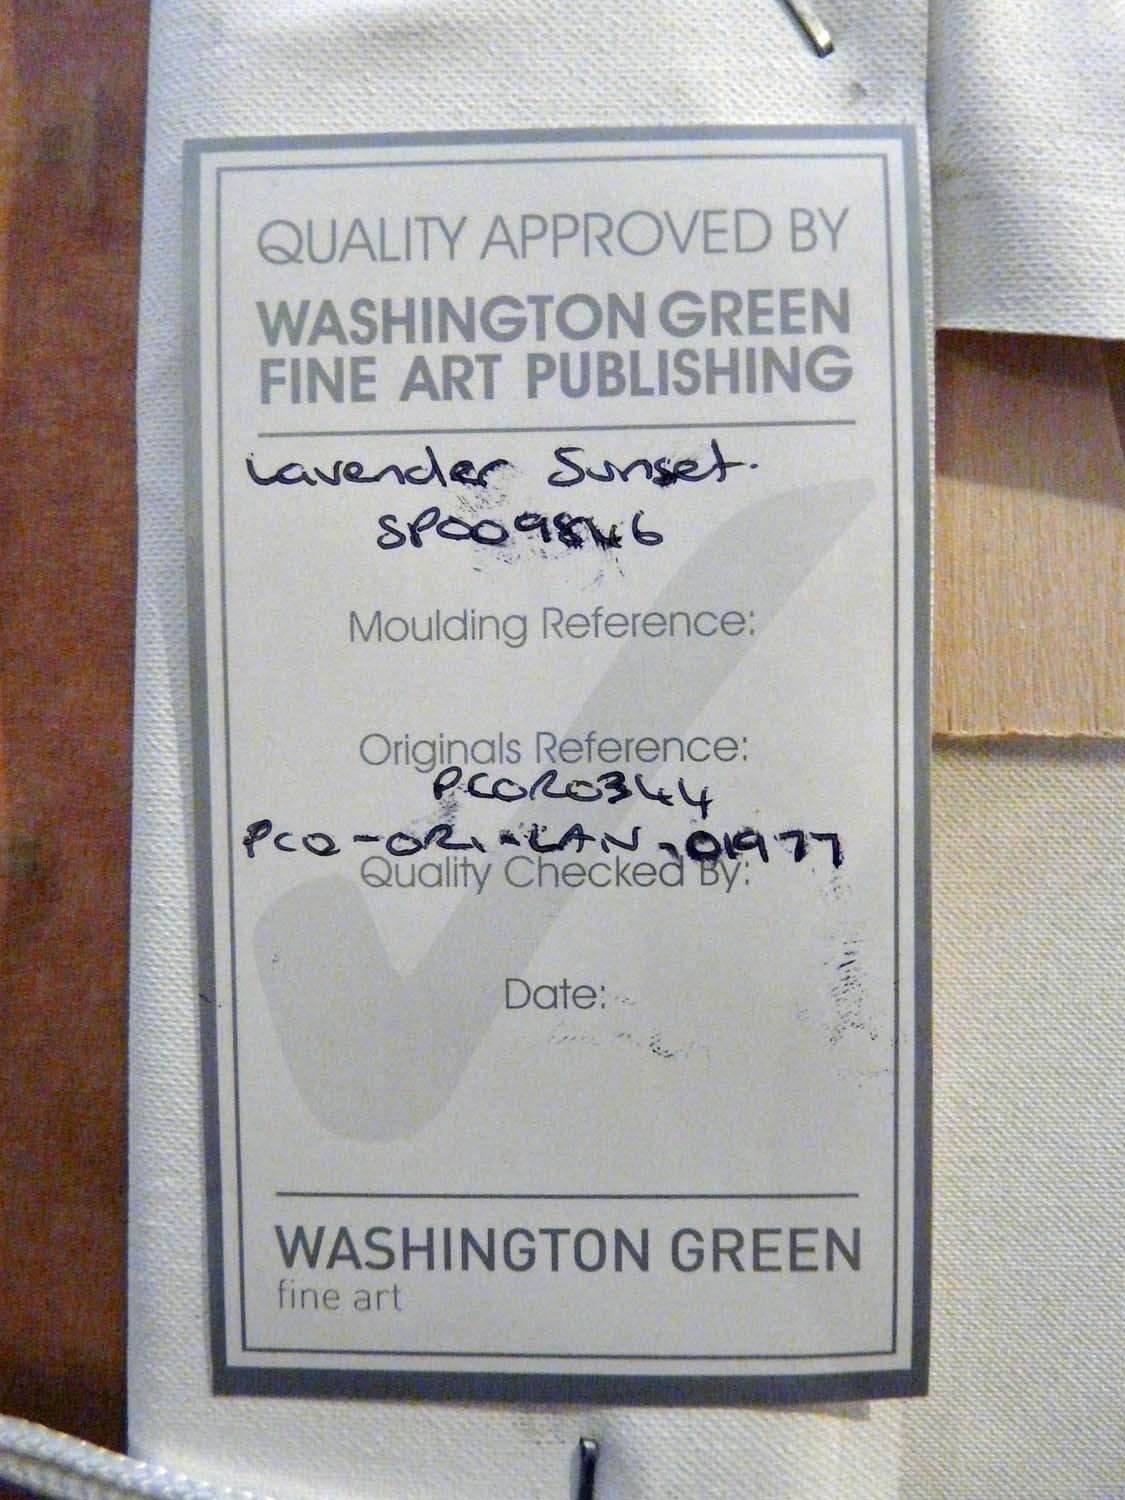 QUALITY APPROVED BY
WASHINGTON GREEN
FINE ART PUBLISHING
Lavender Sunset.
SP009846
Moulding Reference:
Originals Reference:
PCOR0344
PCO-ORI-LAN-01977
Quality Checked By:
Date:
WASHINGTON GREEN
fine art